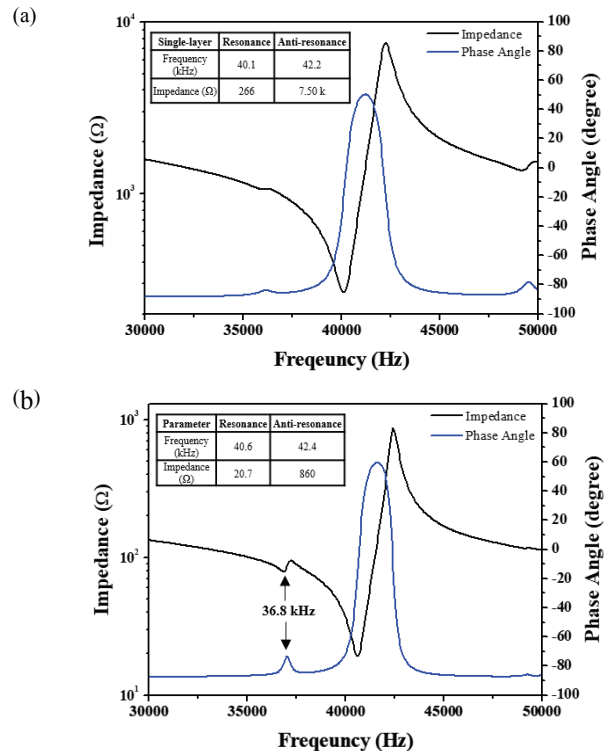 (a)
10⁴
10³
Impedance (Ω)
Single-layer Resonance Anti-resonance
Frequency (kHz) 40.1 42.2
Impedance (Ω) 266 7.50 k
Impedance
Phase Angle
100
80
60
40
20
0
-20
-40
-60
-80
-100
Phase Angle (degree)
30000 35000 40000 45000 50000
Freqeuncy (Hz)
(b)
10³
10²
10¹
Impedance (Ω)
Parameter Resonance Anti-resonance
Frequency (kHz) 40.6 42.4
Impedance (Ω) 20.7 860
Impedance
Phase Angle
36.8 kHz
100
80
60
40
20
0
-20
-40
-60
-80
-100
Phase Angle (degree)
30000 35000 40000 45000 50000
Freqeuncy (Hz)